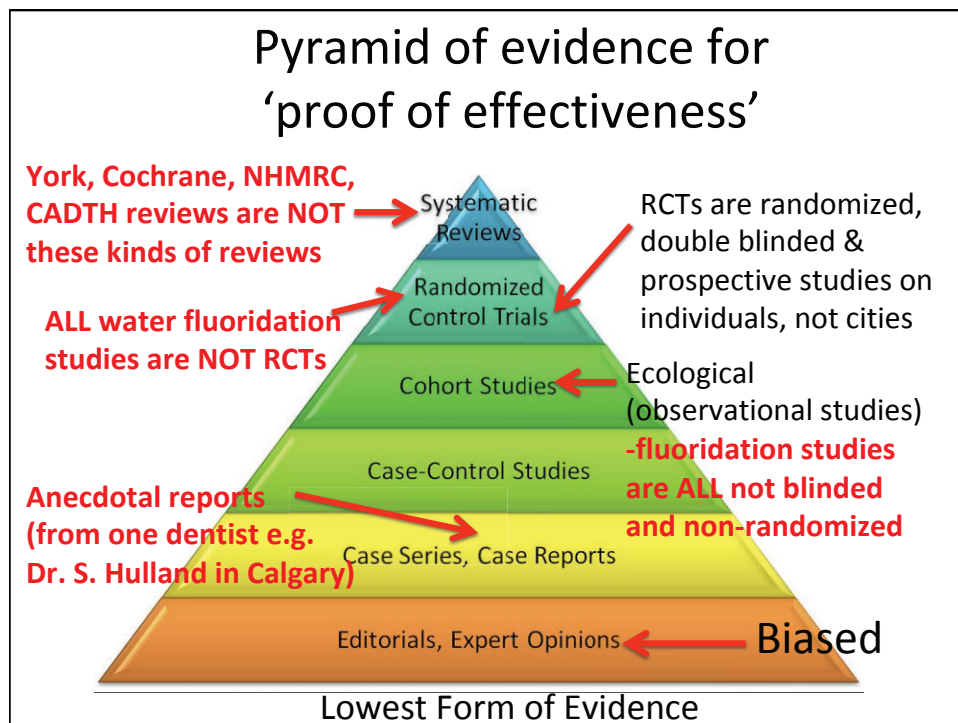 Pyramid of evidence for
‘proof of effectiveness’
York, Cochrane, NHMRC,
CADTH reviews are NOT
these kinds of reviews
Systematic
Reviews
RCTs are randomized,
double blinded &
prospective studies on
individuals, not cities
ALL water fluoridation
studies are NOT RCTs
Randomized
Control Trials
Cohort Studies
Ecological
(observational studies)
-fluoridation studies
are ALL not blinded
and non-randomized
Case-Control Studies
Anecdotal reports
(from one dentist e.g.
Dr. S. Hulland in Calgary)
Case Series, Case Reports
Editorials, Expert Opinions
Biased
Lowest Form of Evidence